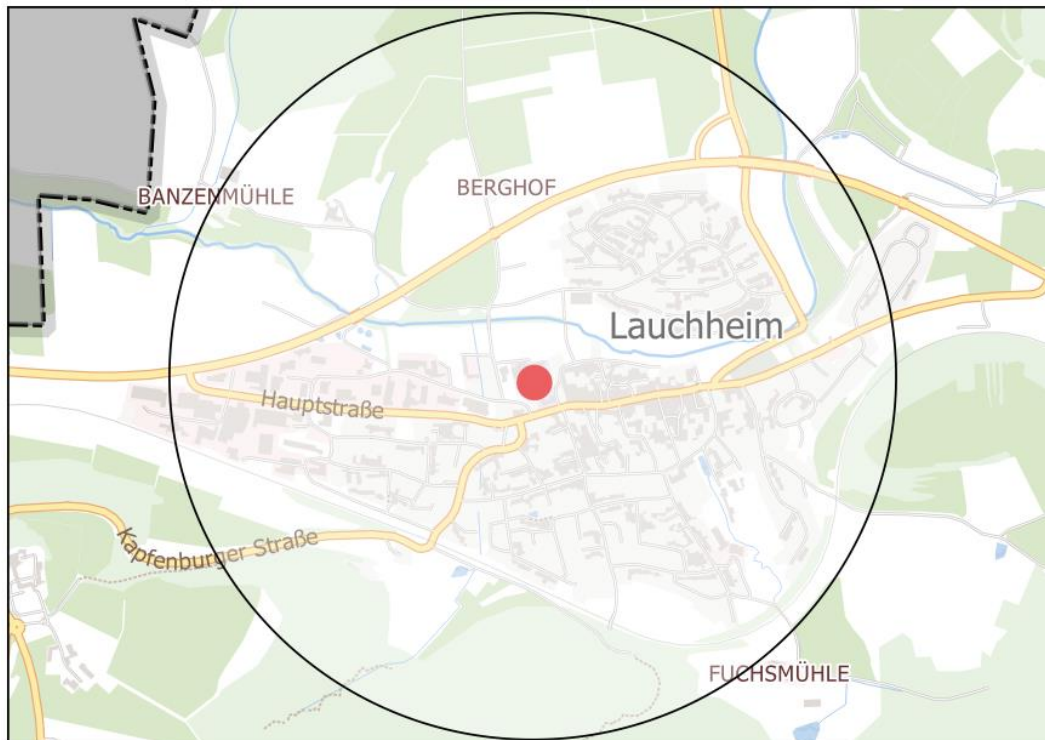 BANZENMÜHLE
BERGHOF
Lauchheim
Hauptstraße
Kapfenburger Straße
FUCHSMÜHLE